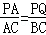 PA/AC = PQ/BC